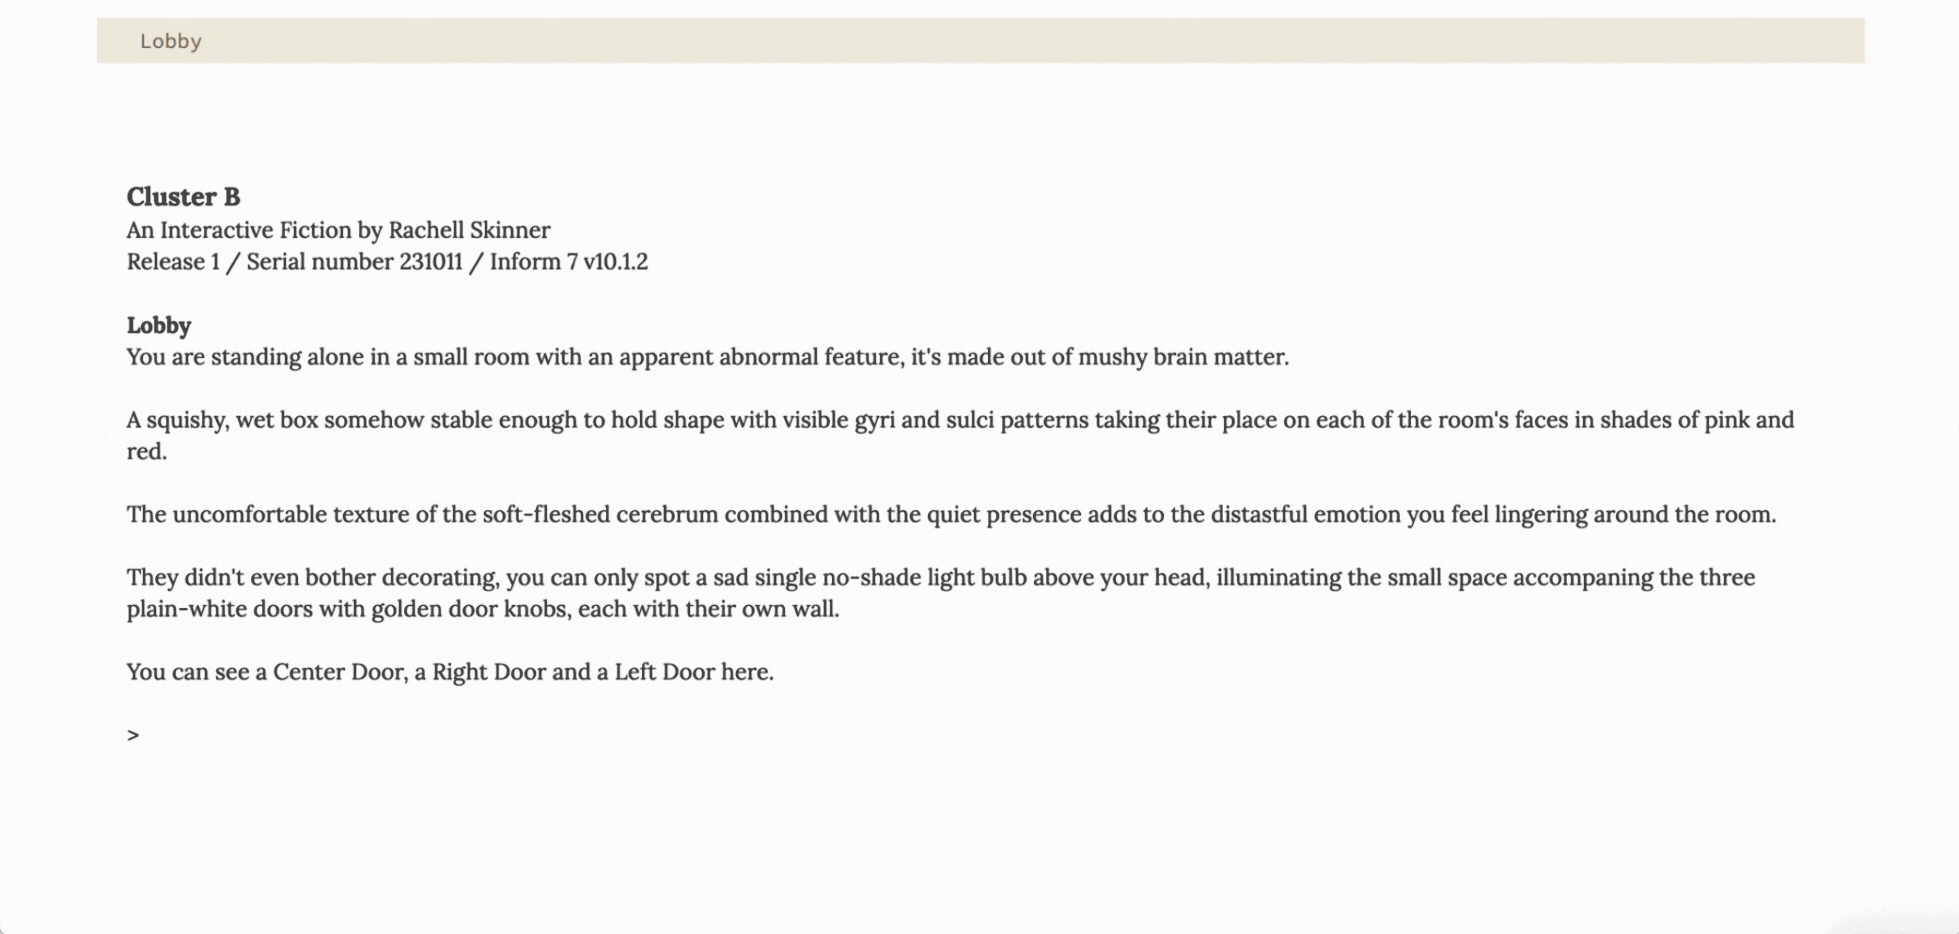 Lobby
Cluster B
An Interactive Fiction by Rachell Skinner
Release 1 / Serial number 231011 / Inform 7 v10.1.2
Lobby
You are standing alone in a small room with an apparent abnormal feature, it's made out of mushy brain matter.
A squishy, wet box somehow stable enough to hold shape with visible gyri and sulci patterns taking their place on each of the room's faces in shades of pink and
red.
The uncomfortable texture of the soft-fleshed cerebrum combined with the quiet presence adds to the distastful emotion you feel lingering around the room.
They didn't even bother decorating, you can only spot a sad single no-shade light bulb above your head, illuminating the small space accompaning the three
plain-white doors with golden door knobs, each with their own wall.
You can see a Center Door, a Right Door and a Left Door here.
>